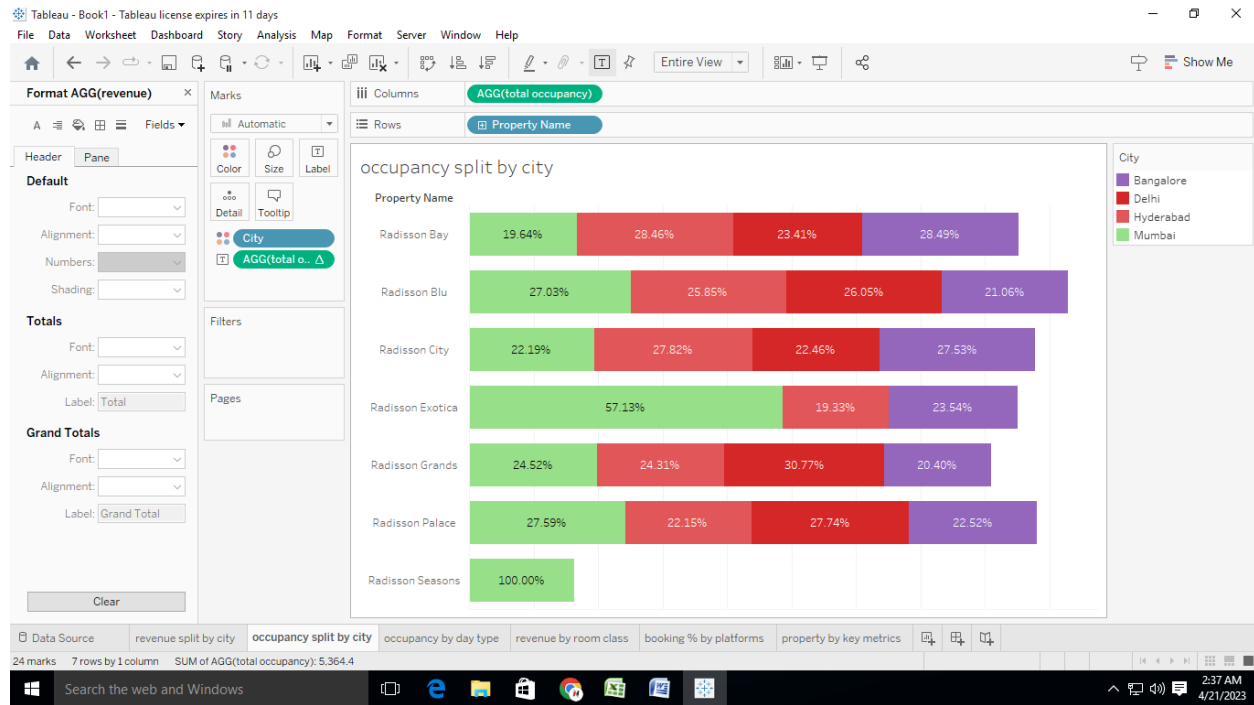 Tableau - Book1 - Tableau license expires in 11 days
File Data Worksheet Dashboard Story Analysis Map Format Server Window Help
Entire View
Show Me
Format AGG(revenue) ×
Fields
Header Pane
Default
Font:
Alignment:
Numbers:
Shading:
Totals
Font:
Alignment:
Label: Total
Grand Totals
Font:
Alignment:
Label: Grand Total
Clear
Marks
Automatic
Color Size Label
Detail Tooltip
City
AGG(total o.. Δ
Filters
Pages
Columns AGG(total occupancy)
Rows Property Name
occupancy split by city
Property Name
Radisson Bay 19.64% 28.46% 23.41% 28.49%
Radisson Blu 27.03% 25.85% 26.05% 21.06%
Radisson City 22.19% 27.82% 22.46% 27.53%
Radisson Exotica 57.13% 19.33% 23.54%
Radisson Grands 24.52% 24.31% 30.77% 20.40%
Radisson Palace 27.59% 22.15% 27.74% 22.52%
Radisson Seasons 100.00%
City
Bangalore
Delhi
Hyderabad
Mumbai
Data Source revenue split by city occupancy split by city occupancy by day type revenue by room class booking % by platforms property by key metrics
24 marks 7 rows by 1 column SUM of AGG(total occupancy): 5,364.4
Search the web and Windows
2:37 AM
4/21/2023